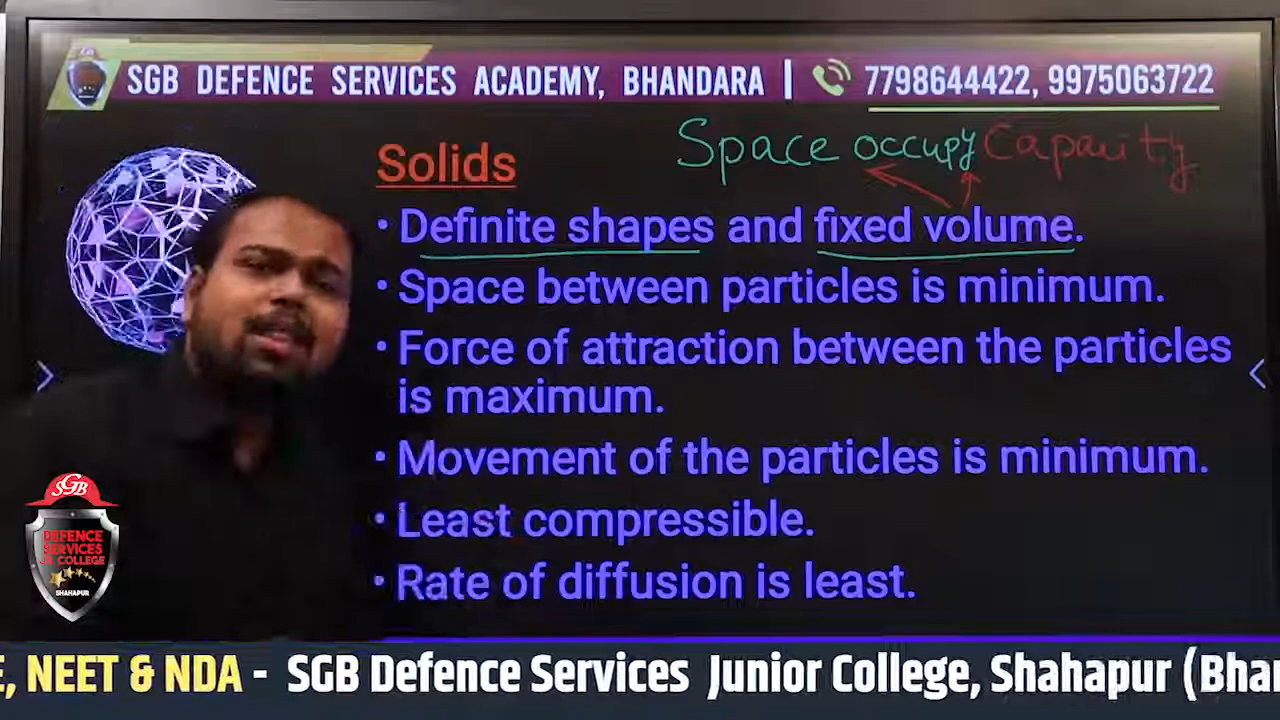 SGB DEFENCE SERVICES ACADEMY, BHANDARA | 7798644422, 9975063722
Space occupy Capacity
Solids
• Definite shapes and fixed volume.
• Space between particles is minimum.
• Force of attraction between the particles
is maximum.
• Movement of the particles is minimum.
• Least compressible.
• Rate of diffusion is least.
SGB
DEFENCE
SERVICES
JR. COLLEGE
SHAHAPUR
E, NEET & NDA - SGB Defence Services Junior College, Shahapur (Bhan